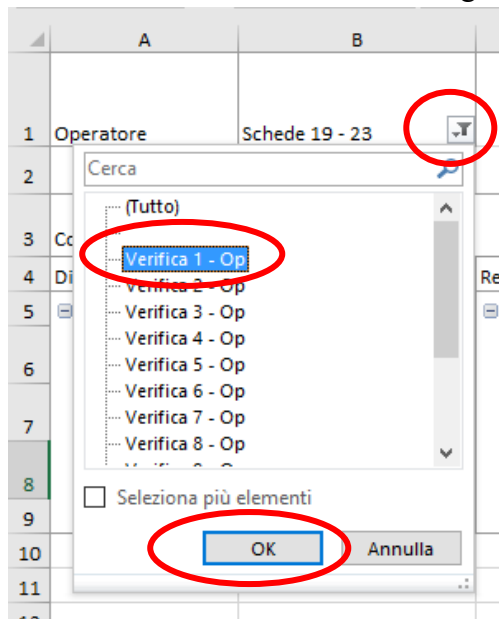 A B
1 Operatore Schede 19 - 23
2 Cerca
(Tutto)
3 Co
Verifica 1 - Op
4 Di Verifica 2 - Op Re
5 Verifica 3 - Op
Verifica 4 - Op
6 Verifica 5 - Op
Verifica 6 - Op
7 Verifica 7 - Op
Verifica 8 - Op
8 Seleziona più elementi
9
10 OK Annulla
11